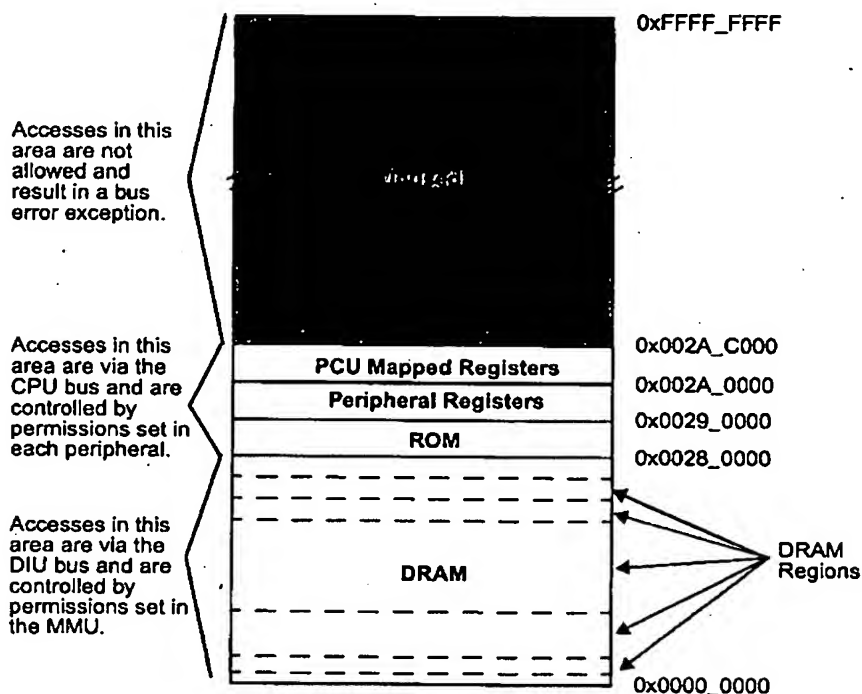 0xFFFF_FFFF
Accesses in this
area are not
allowed and
result in a bus
error exception.
0x002A_C000
Accesses in this
area are via the
CPU bus and are
controlled by
permissions set in
each peripheral.
PCU Mapped Registers
0x002A_0000
Peripheral Registers
0x0029_0000
ROM
0x0028_0000
Accesses in this
area are via the
DIU bus and are
controlled by
permissions set in
the MMU.
DRAM
DRAM
Regions
0x0000_0000